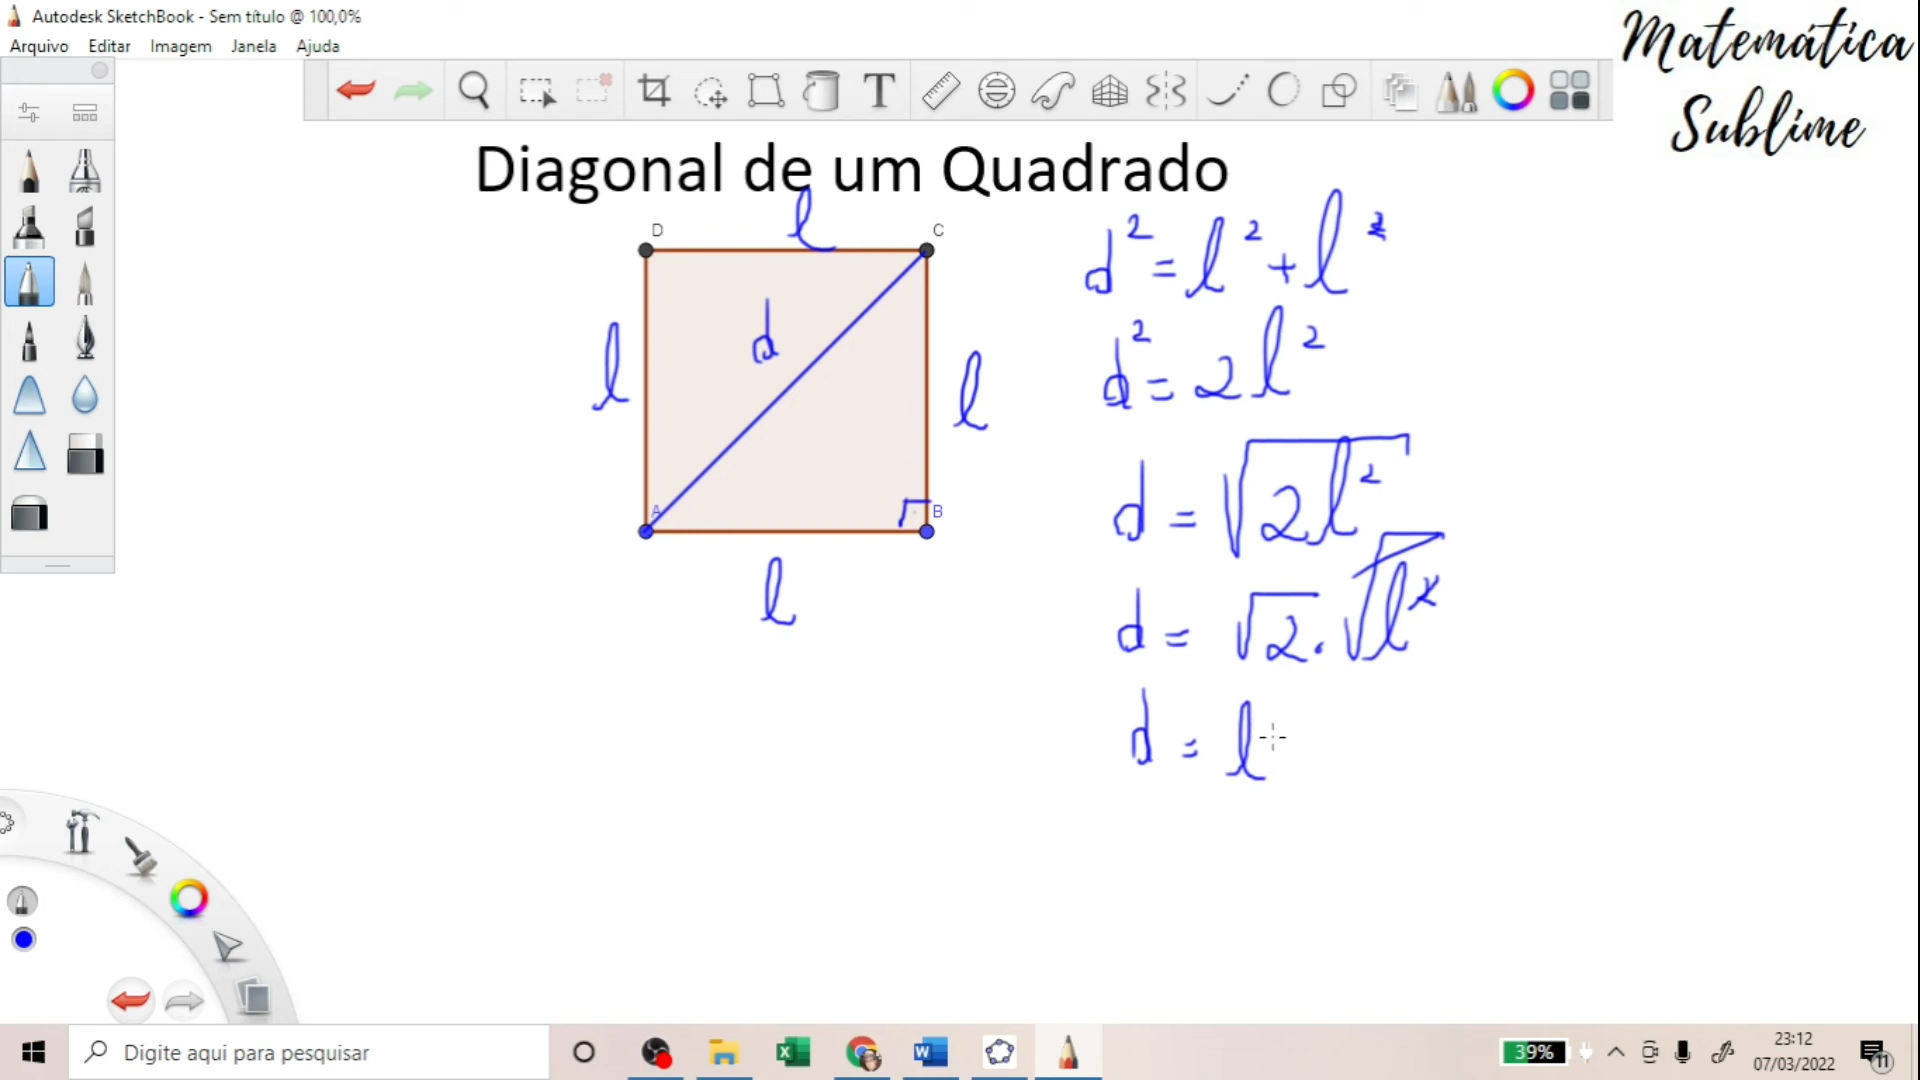 Autodesk SketchBook - Sem título @ 100,0%
Arquivo Editar Imagem Janela Ajuda
Matemática
Sublime
T
Diagonal de um Quadrado
l
D
C
d
l
l
A
B
l
d² = l² + l²
d² = 2l²
d = √2l²
d = √2 . √l²
d = l
Digite aqui para pesquisar
39%
23:12
07/03/2022
11